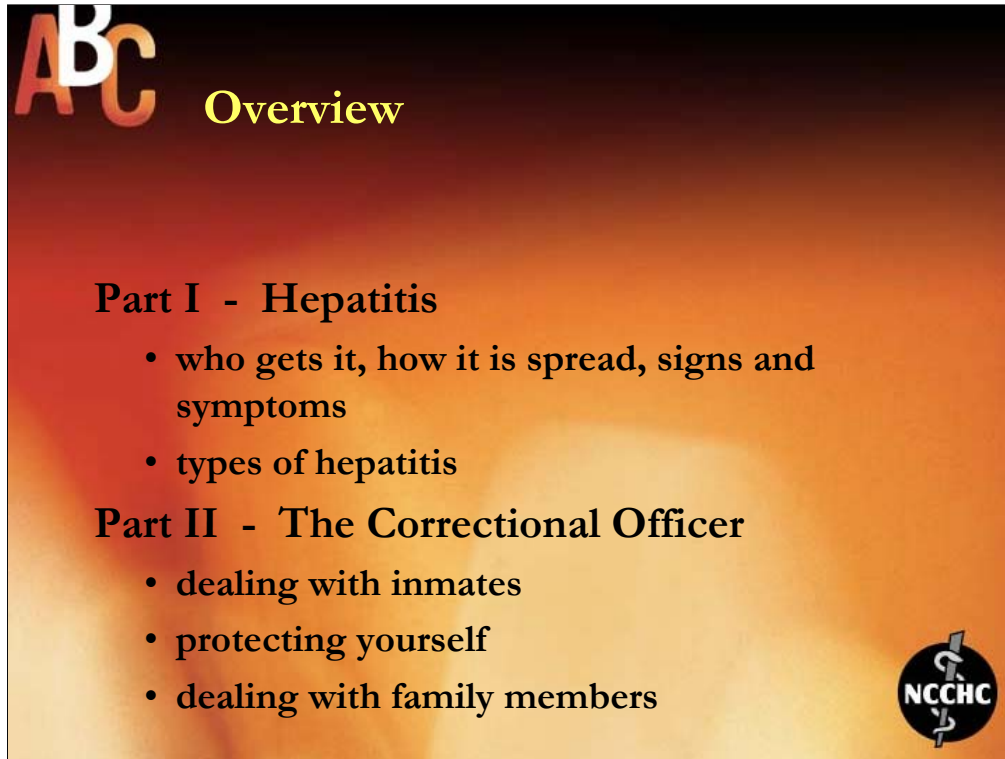 ABC
Overview
Part I - Hepatitis
• who gets it, how it is spread, signs and
symptoms
• types of hepatitis
Part II - The Correctional Officer
• dealing with inmates
• protecting yourself
• dealing with family members
NCCHC